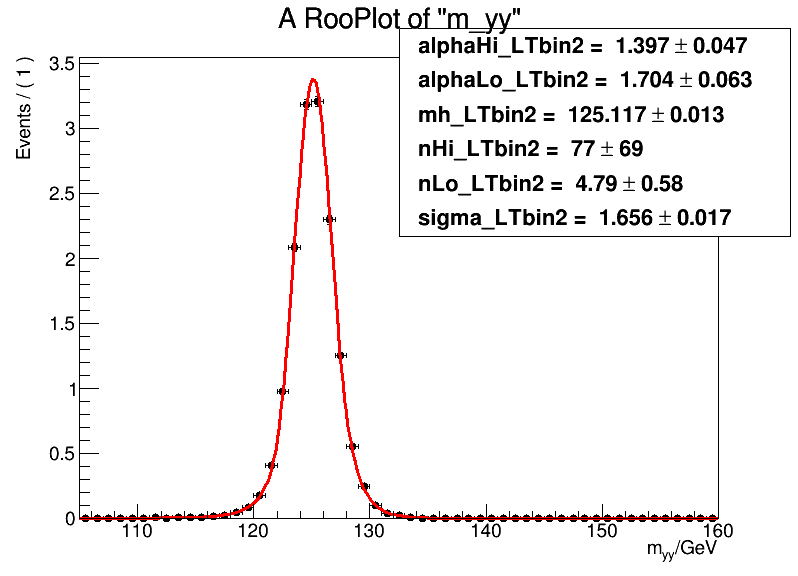 A RooPlot of "m_yy"
alphaHi_LTbin2 = 1.397 ± 0.047
alphaLo_LTbin2 = 1.704 ± 0.063
mh_LTbin2 = 125.117 ± 0.013
nHi_LTbin2 = 77 ± 69
nLo_LTbin2 = 4.79 ± 0.58
sigma_LTbin2 = 1.656 ± 0.017
Events / ( 1 )
3.5
3
2.5
2
1.5
1
0.5
0
110 120 130 140 150 160
m_yy/GeV